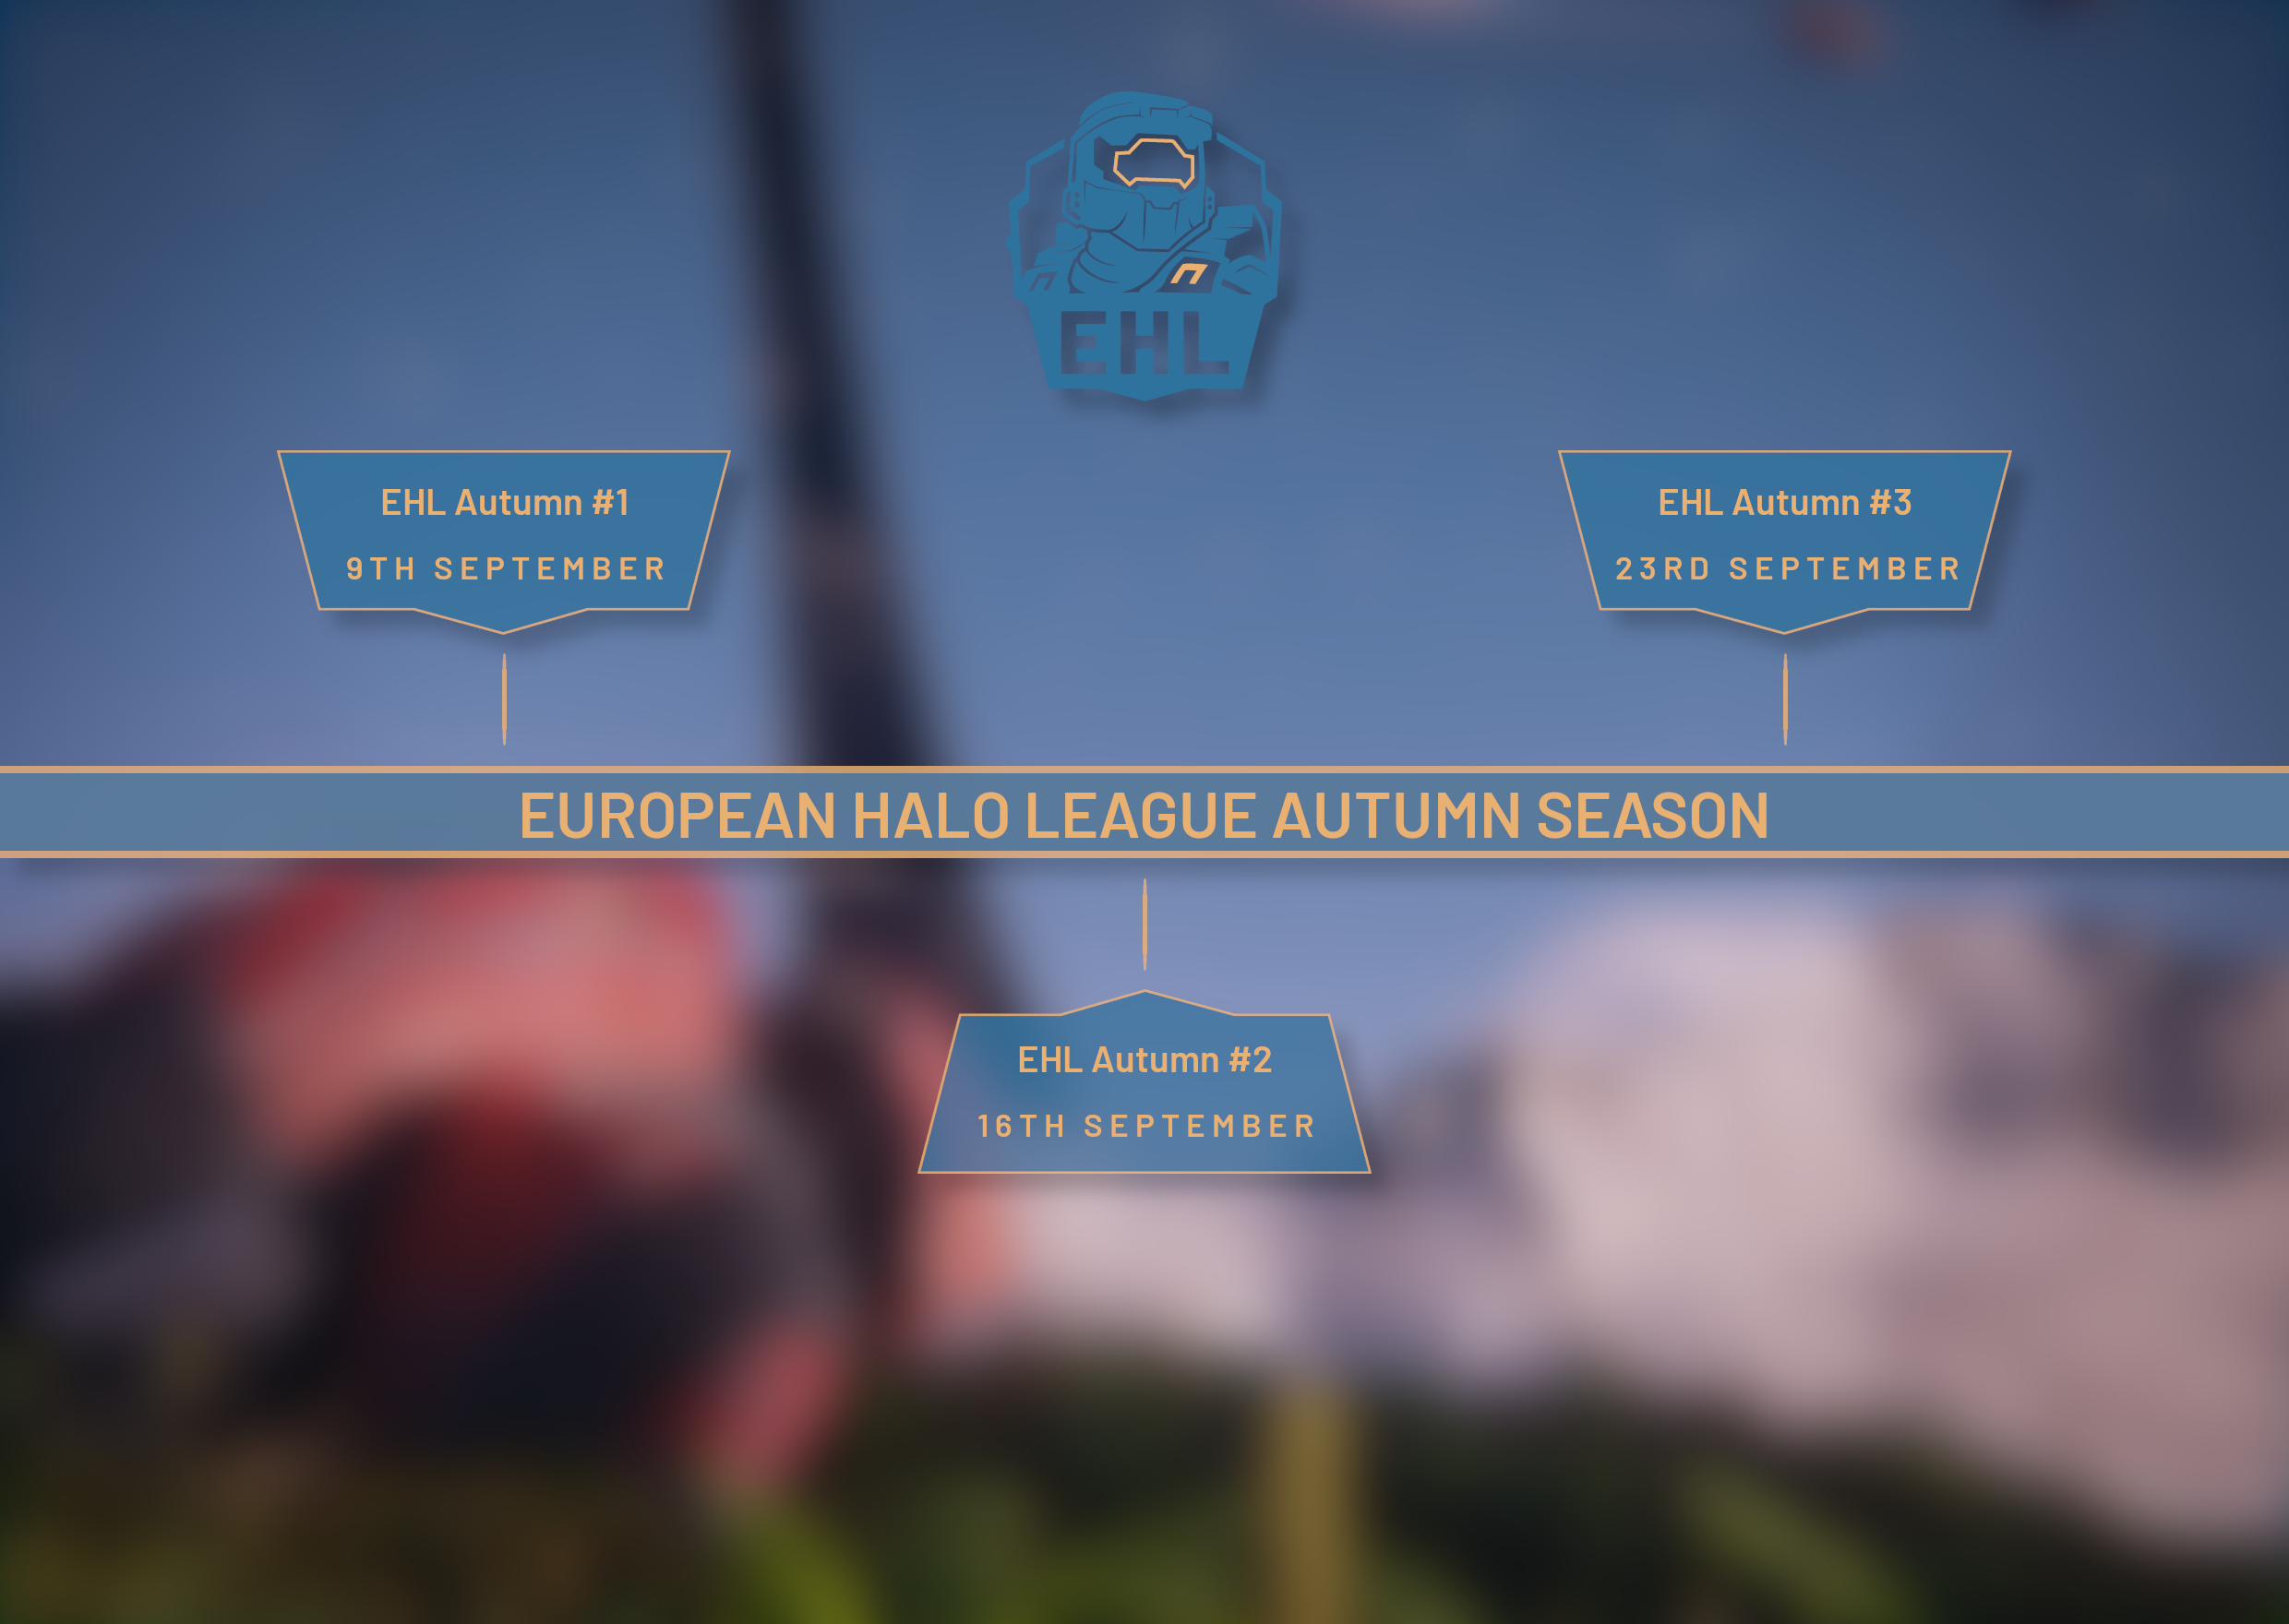 EHL
EHL Autumn #1
9TH SEPTEMBER
EHL Autumn #3
23RD SEPTEMBER
EUROPEAN HALO LEAGUE AUTUMN SEASON
EHL Autumn #2
16TH SEPTEMBER